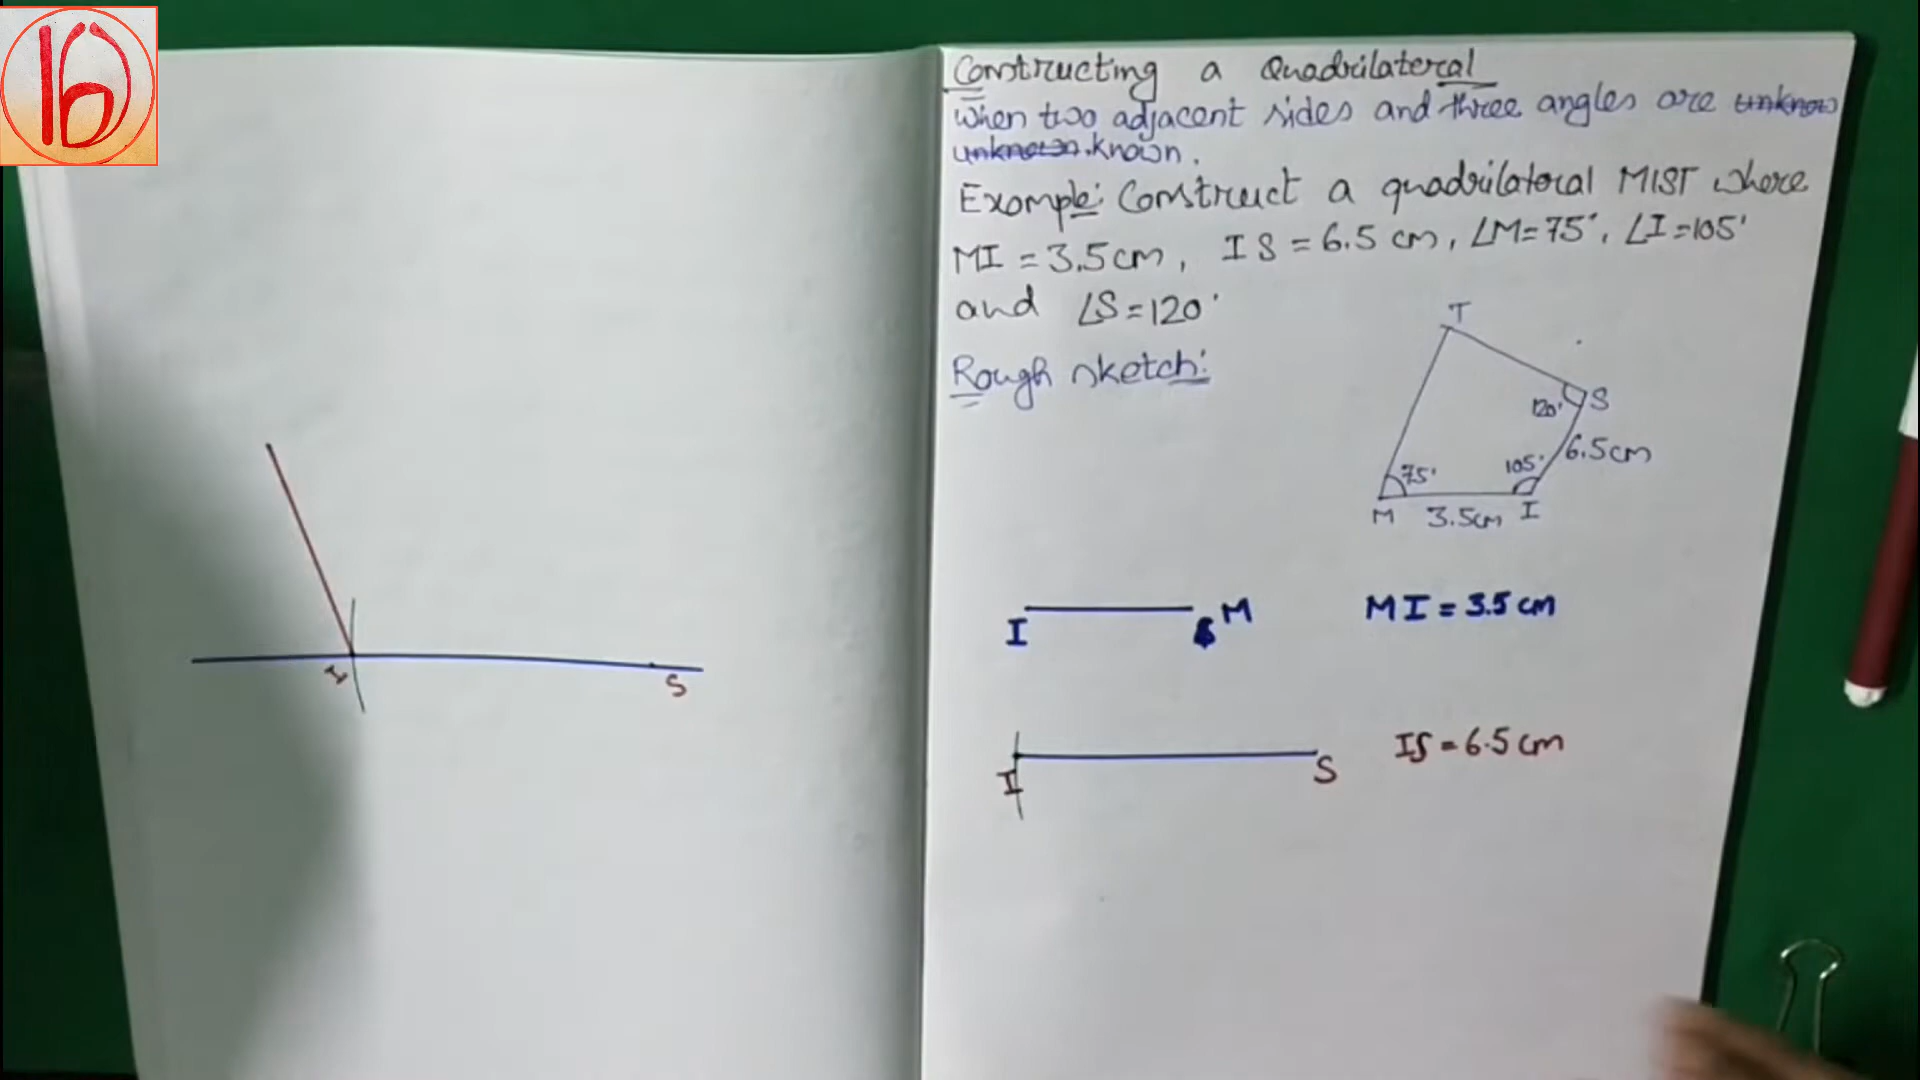 Constructing a Quadrilateral
When two adjacent sides and three angles are unknow
unknown.known.
Example: Construct a quadrilateral MIST where
MI = 3.5cm, IS = 6.5 cm, ∠M=75°, ∠I=105°
and ∠S=120°
Rough sketch:
T
S
120°
6.5cm
105°
75°
M 3.5cm I
I M
MI = 3.5 cm
I S
IS = 6.5 cm
I S